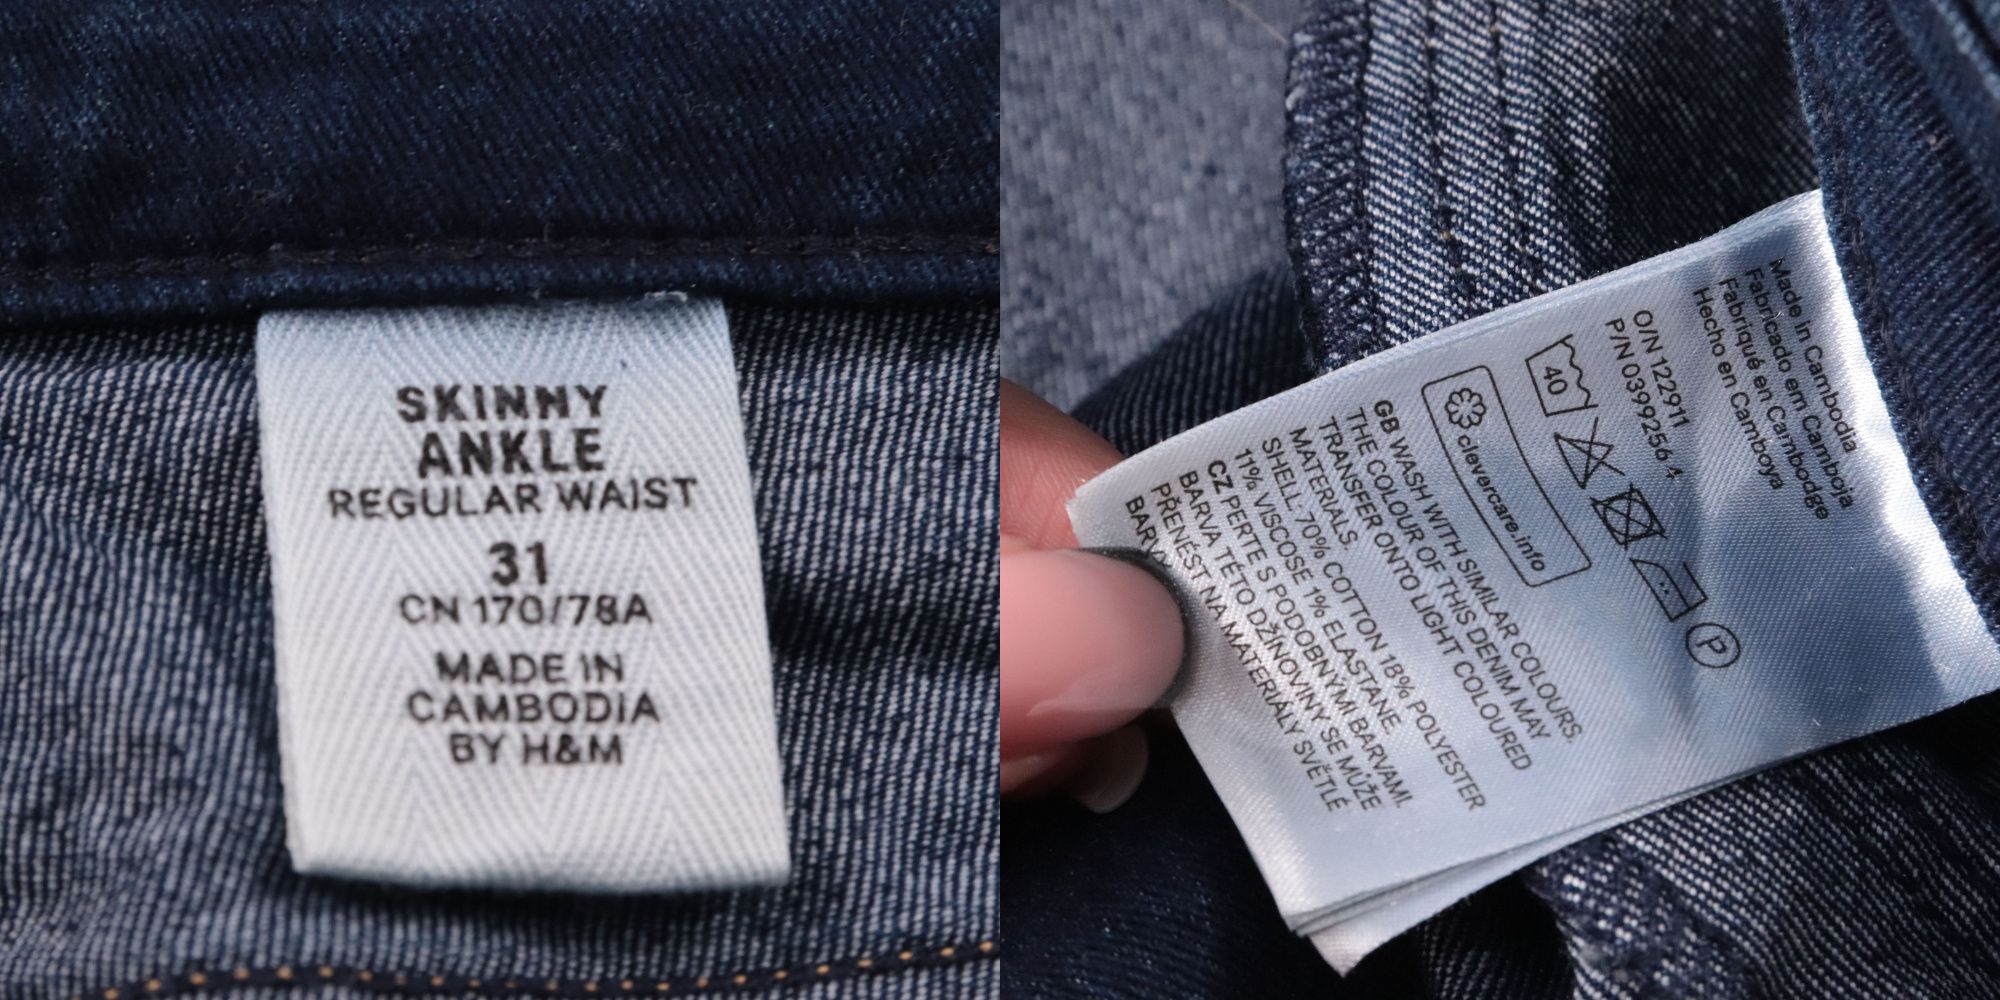 SKINNY
ANKLE
REGULAR WAIST
31
CN 170/78A
MADE IN
CAMBODIA
BY H&M
Made in Cambodia
Fabricado em Camboja
Fabriqué en Cambodge
Hecho en Camboya
O/N 122911
P/N 0399256 4
40
P
clevercare.info
GB WASH WITH SIMILAR COLOURS.
THE COLOUR OF THIS DENIM MAY
TRANSFER ONTO LIGHT COLOURED
MATERIALS.
SHELL 70% COTTON 18% POLYESTER
11% VISCOSE 1% ELASTANE
CZ PERTE S PODOBNÝMI BARVAMI.
BARVA TÉTO DŽÍNOVINY SE MŮŽE
PŘENÉST NA MATERIÁLY SVĚTLÉ